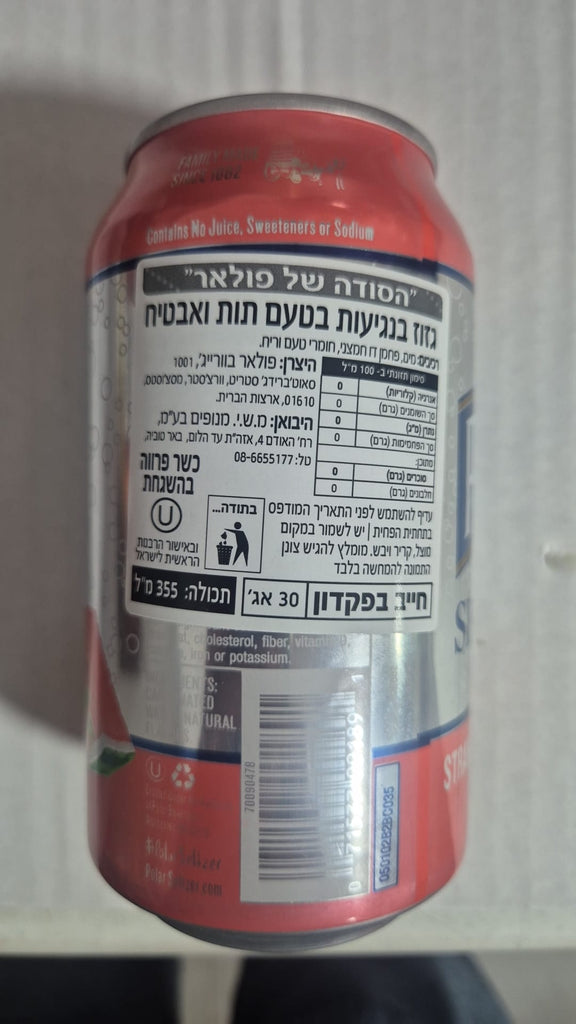 FAMILY MADE
SINCE 1882
Contains No Juice, Sweeteners or Sodium
"הסודה של פולאר"
גזוז בנגיעות בטעם תות ואבטיח
רכיבים: מים, פחמן דו חמצני, חומרי טעם וריח.
סימון תזונתי ב- 100 מ"ל
אנרגיה (קלוריות) 0
סך השומנים (גרם) 0
נתרן (מ"ג) 0
סך הפחמימות (גרם) 0
מתוכן:
סוכרים (גרם) 0
חלבונים (גרם) 0
היצרן: פולאר בוורייג', 1001
סאות'ברידג' סטריט, וורצ'סטר, מסצ'וסטס,
01610, ארצות הברית.
היבואן: מ.ש.י. מנופים בע"מ,
רח' האודם 4, אזה"ת עד הלום, באר טוביה,
טל: 08-6655177
כשר פרווה
בהשגחת
U
ובאישור הרבנות
הראשית לישראל
בתודה...
עדיף להשתמש לפני התאריך המודפס
בתחתית הפחית | יש לשמור במקום
מוצל, קריר ויבש. מומלץ להגיש צונן
התמונה להמחשה בלבד
חייב בפקדון
30 אג'
תכולה: 355 מ"ל
cholesterol, fiber,
iron or potassium.
NATURAL
U
70090478
050102B2BC035
PolarSeltzer.com